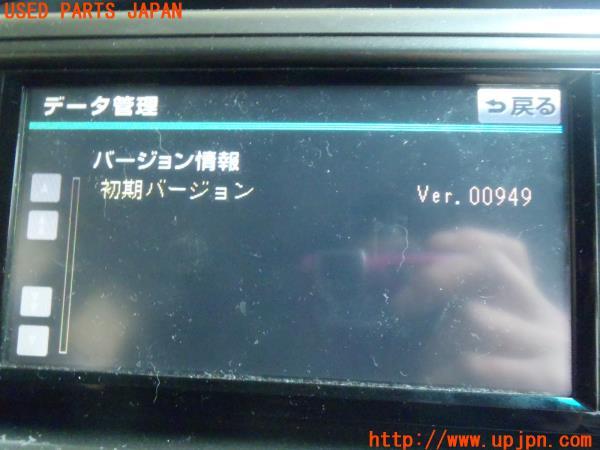 USED PARTS JAPAN
データ管理
戻る
バージョン情報
初期バージョン Ver.00949
http://www.upjpn.com/